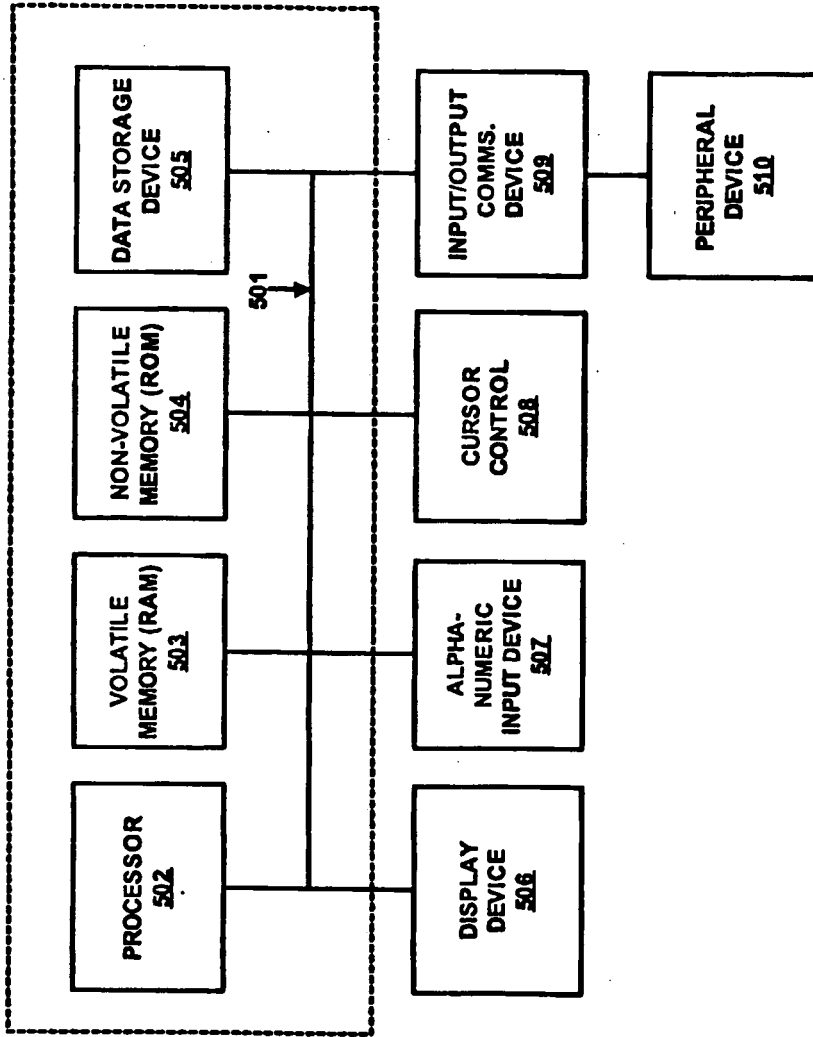 PROCESSOR
502
VOLATILE
MEMORY (RAM)
503
NON-VOLATILE
MEMORY (ROM)
504
DATA STORAGE
DEVICE
505
501
DISPLAY
DEVICE
506
ALPHA-
NUMERIC
INPUT DEVICE
507
CURSOR
CONTROL
508
INPUT/OUTPUT
COMMS.
DEVICE
509
PERIPHERAL
DEVICE
510